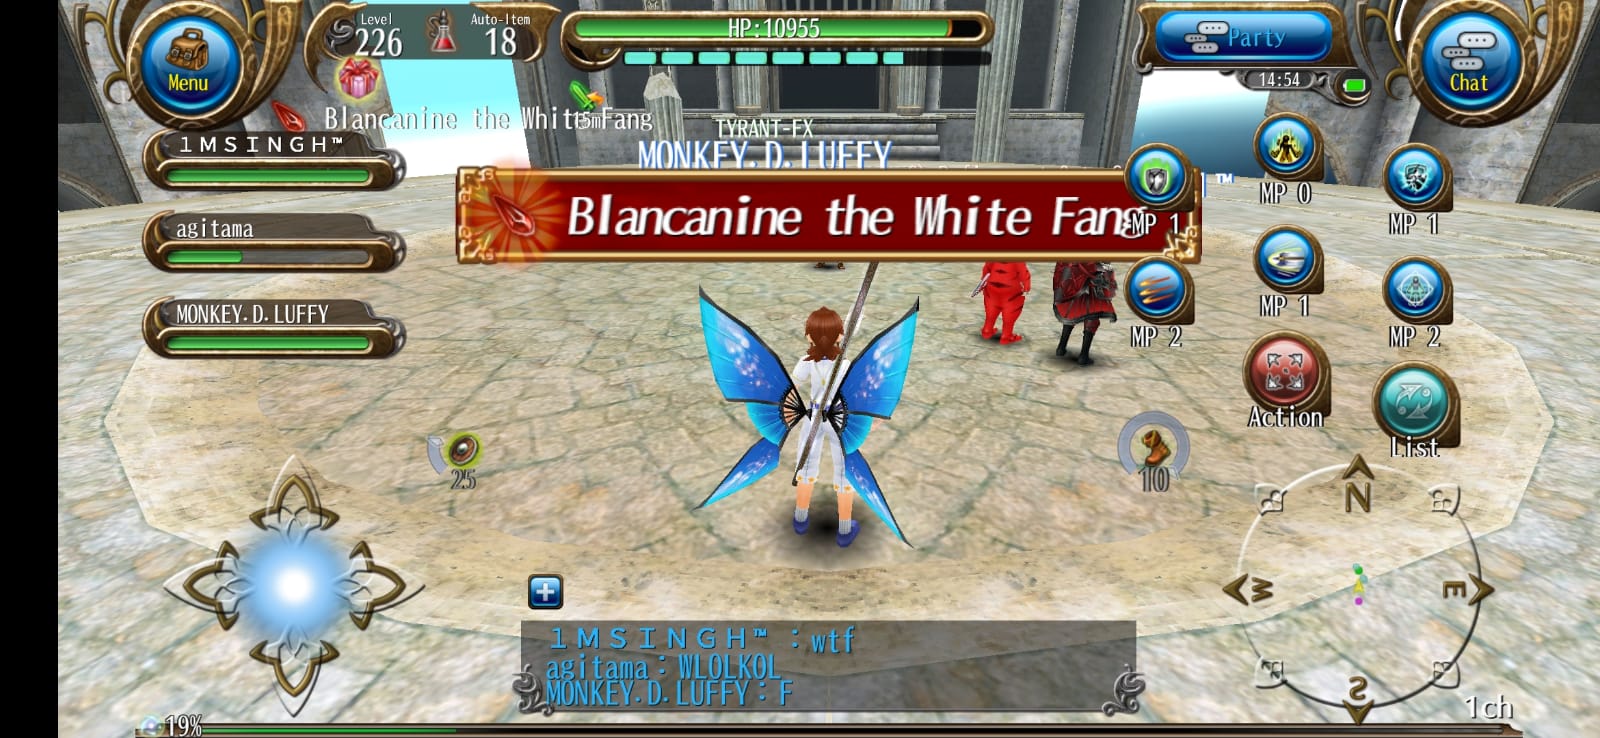 Menu
Level
226
Auto-Item
18
HP:10955
Party
14:54
Chat
Blancanine the White Fang
15m
1MSINGH™
TYRANT-FX
MONKEY.D.LUFFY
™
Blancanine the White Fang
MP 1
MP 0
MP 1
agitama
MP 2
MP 1
MP 2
MONKEY.D.LUFFY
Action
List
25
10
N
W
E
S
1MSINGH™ : wtf
agitama : WLOLKOL
MONKEY.D.LUFFY : F
1ch
19%